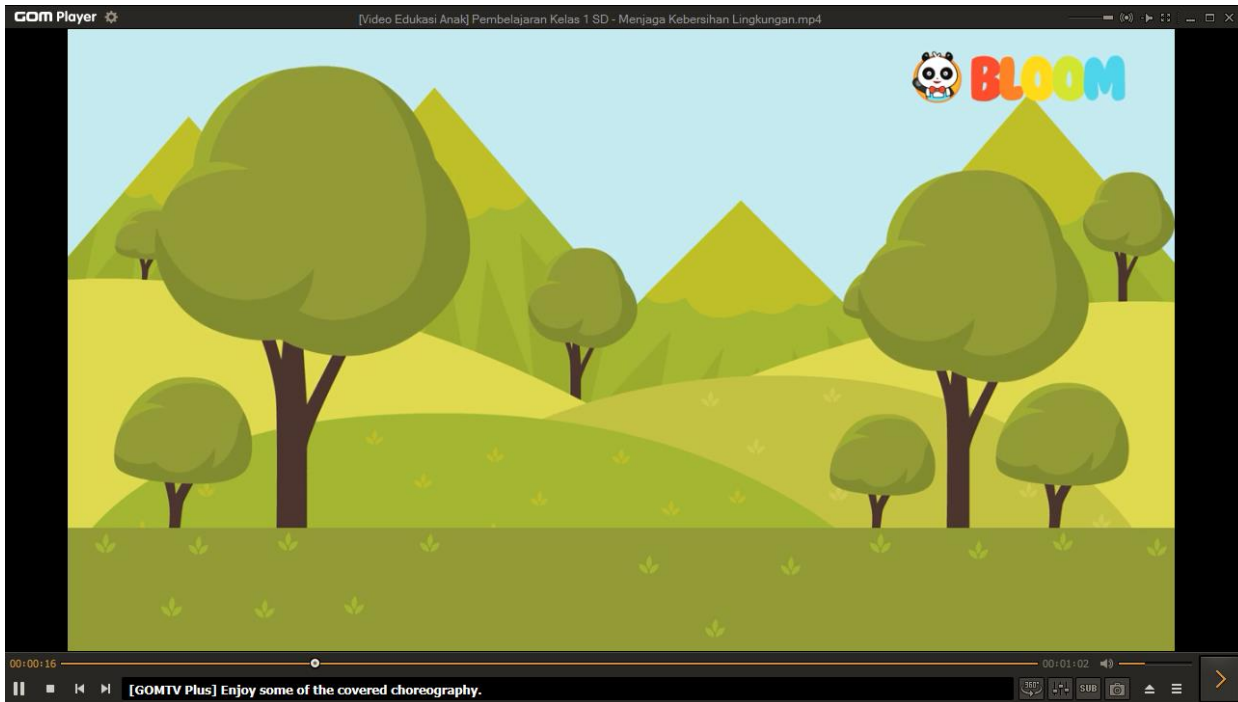 GOM Player
[Video Edukasi Anak] Pembelajaran Kelas 1 SD - Menjaga Kebersihan Lingkungan.mp4
BLOOM
00:00:16
00:01:02
[GOMTV Plus] Enjoy some of the covered choreography.
360°
SUB